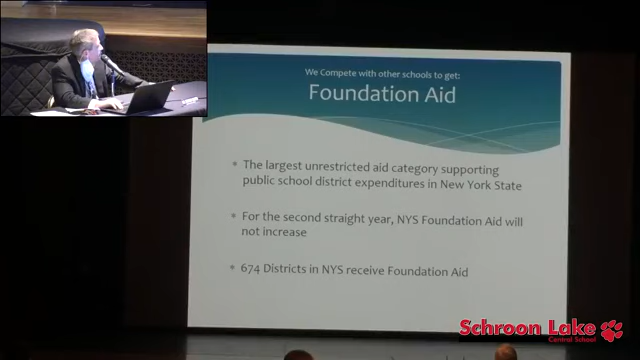 We Compete with other schools to get:
Foundation Aid
* The largest unrestricted aid category supporting
public school district expenditures in New York State
* For the second straight year, NYS Foundation Aid will
not increase
* 674 Districts in NYS receive Foundation Aid
Schroon Lake
Central School